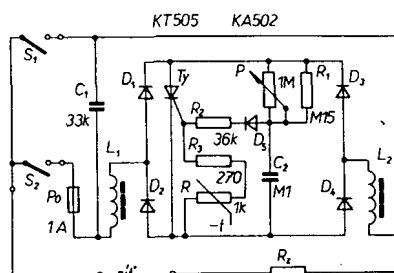 KT505 KA502
S₁
C₁
33k
D₁
Ty
P
1M
R₁
D₃
R₂
36k
D₅
M15
S₂
L₁
R₃
270
C₂
M1
L₂
Po
1A
D₂
R
1k
-t
D₄
Rz